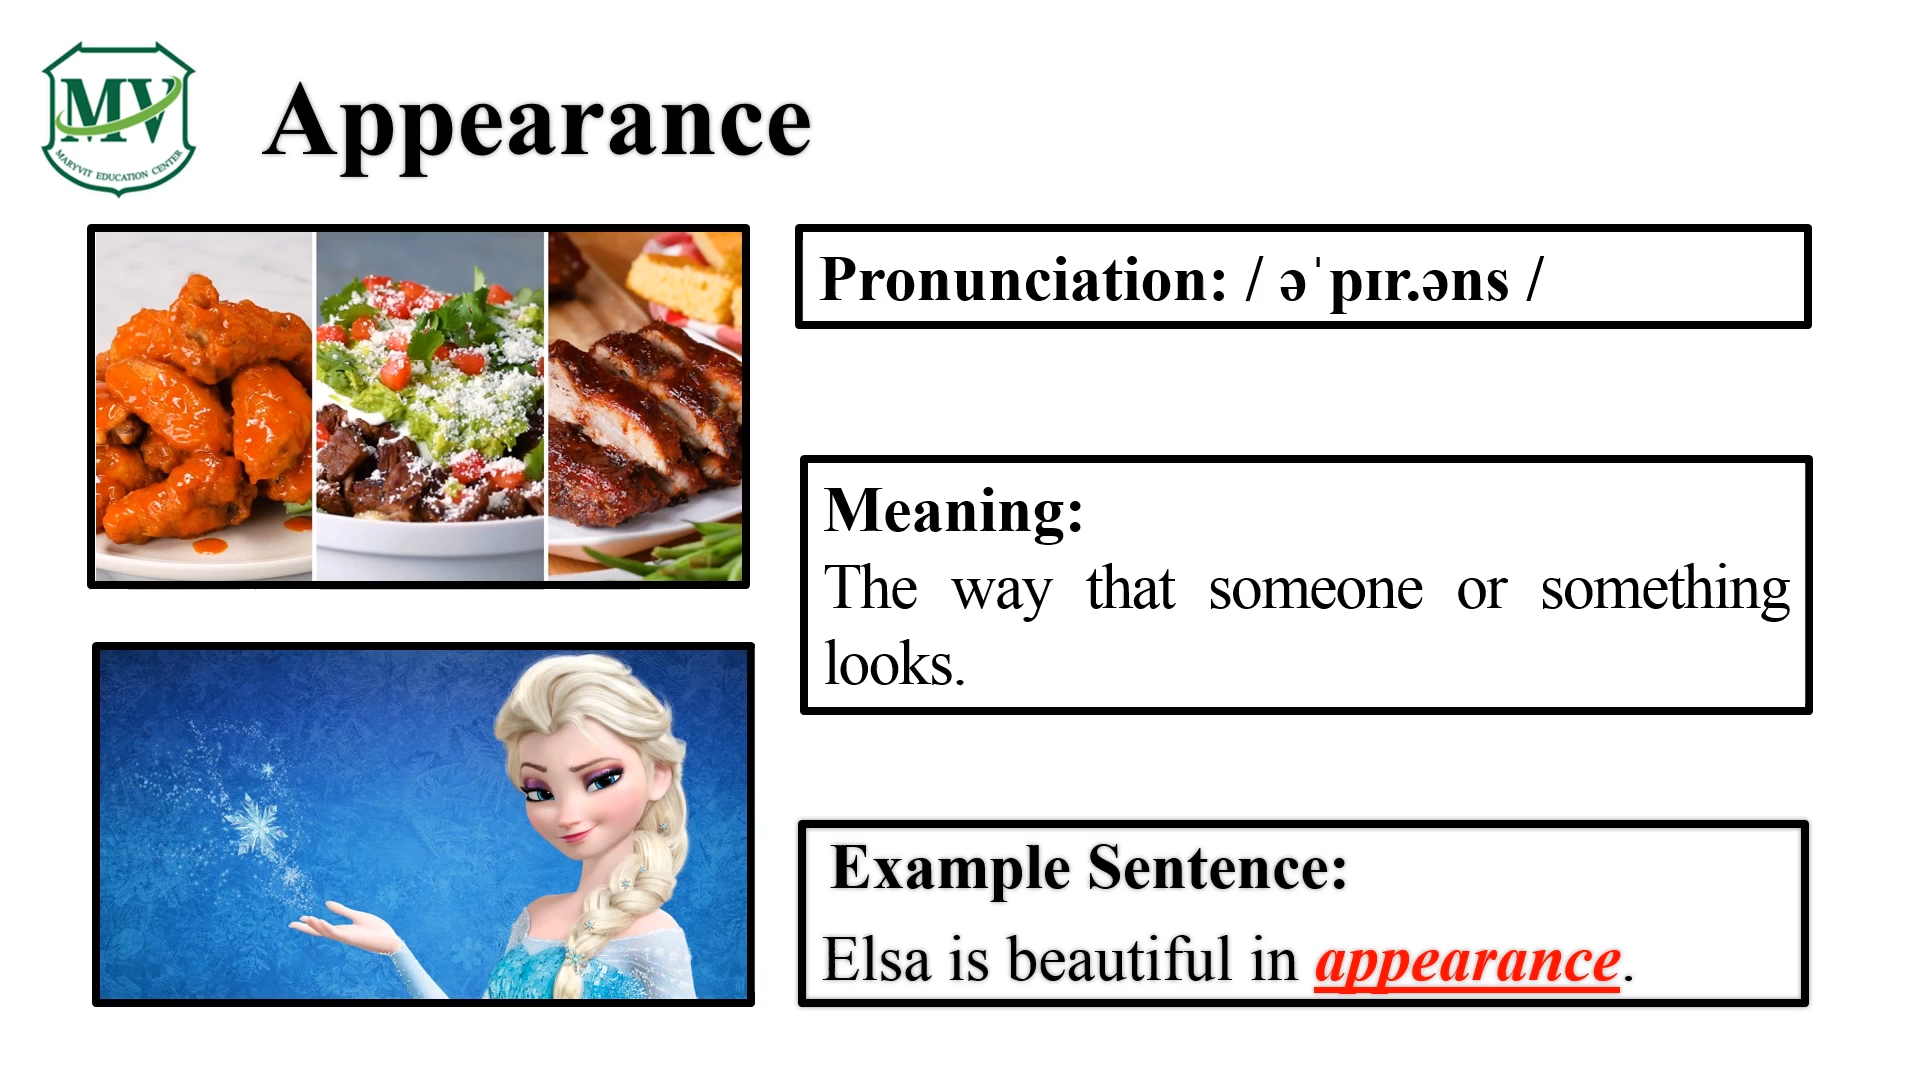 MV
MARYVIT EDUCATION CENTER
Appearance
Pronunciation: / əˈpɪr.əns /
Meaning:
The way that someone or something
looks.
Example Sentence:
Elsa is beautiful in appearance.